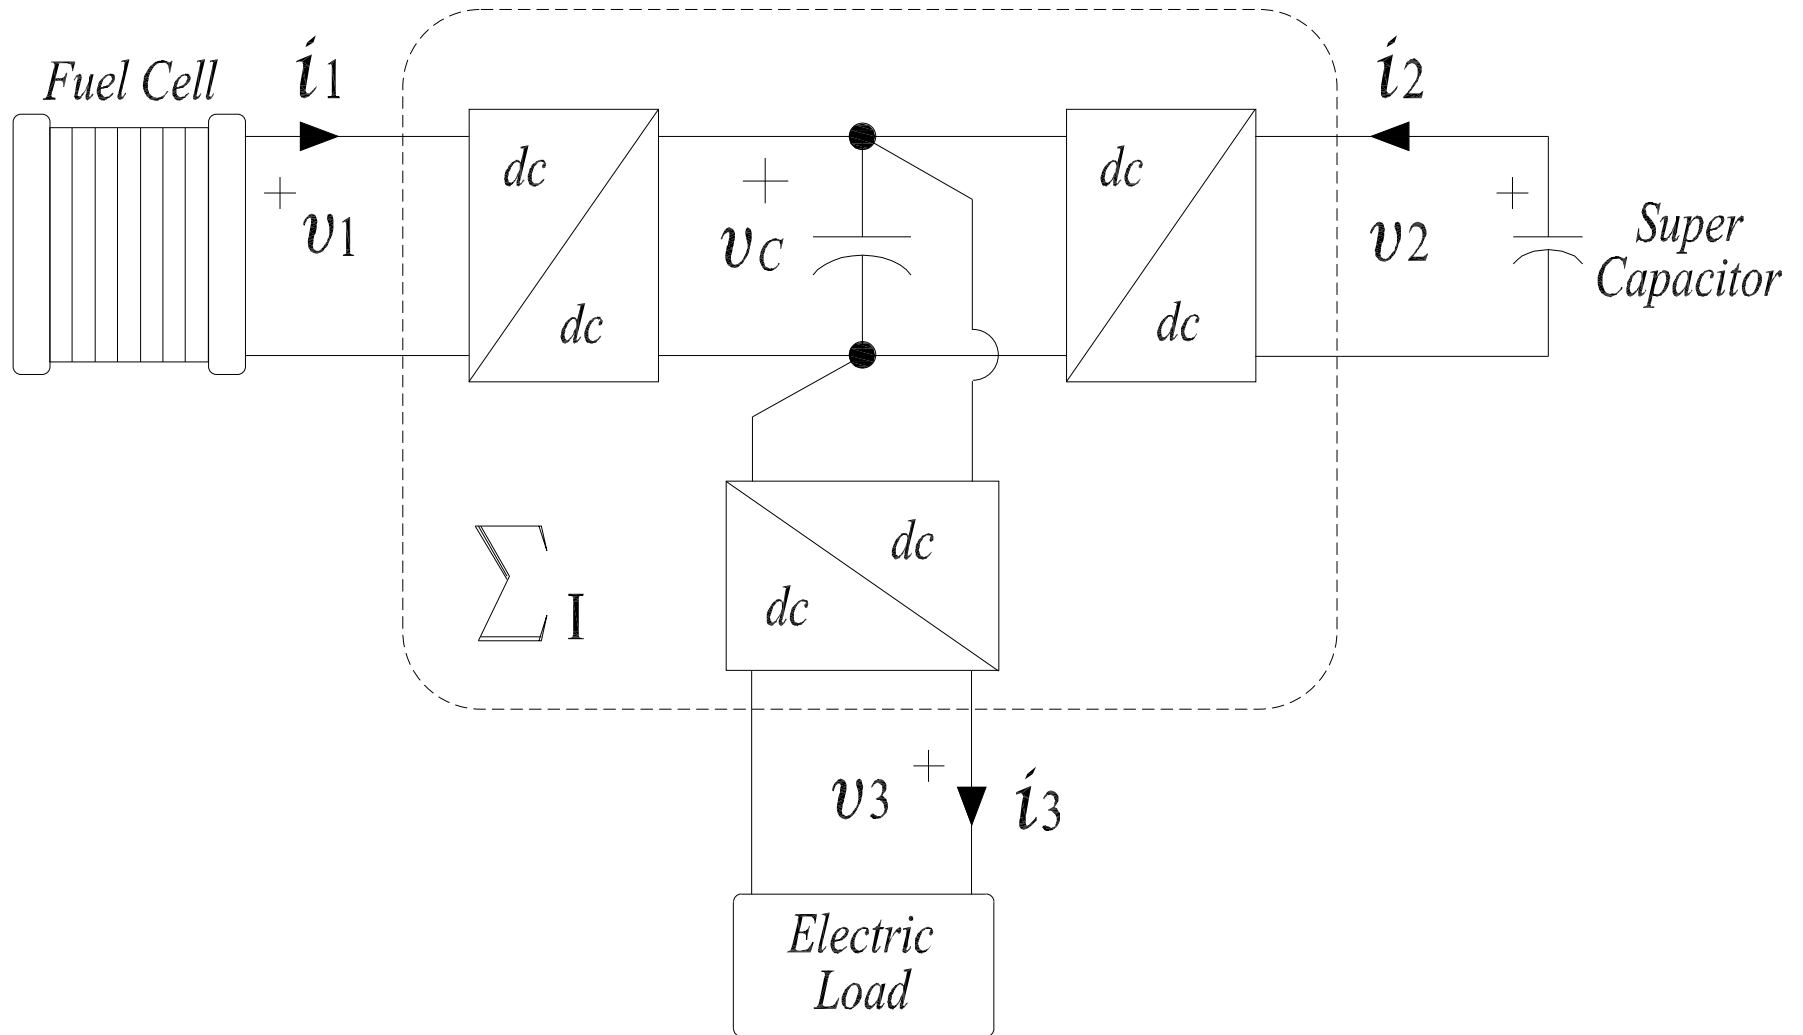 Fuel Cell
i1
i2
+
v1
dc
dc
+
vC
dc
dc
+
v2
Super
Capacitor
∑I
dc
dc
v3
+
i3
Electric
Load